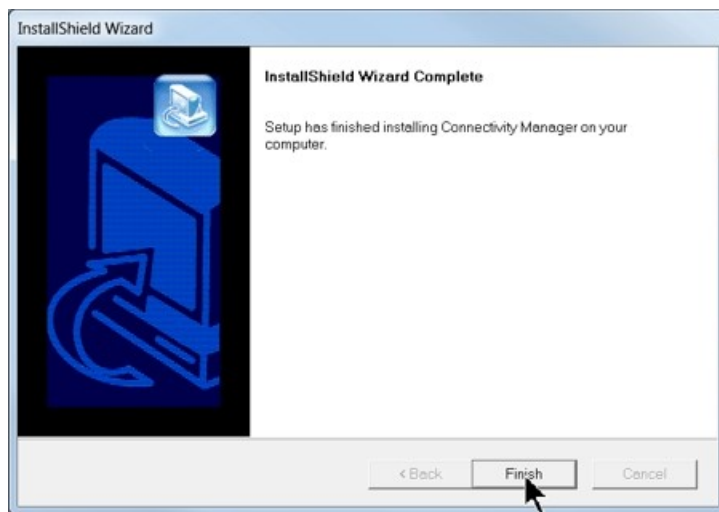 InstallShield Wizard
InstallShield Wizard Complete
Setup has finished installing Connectivity Manager on your
computer.
< Back
Finish
Cancel